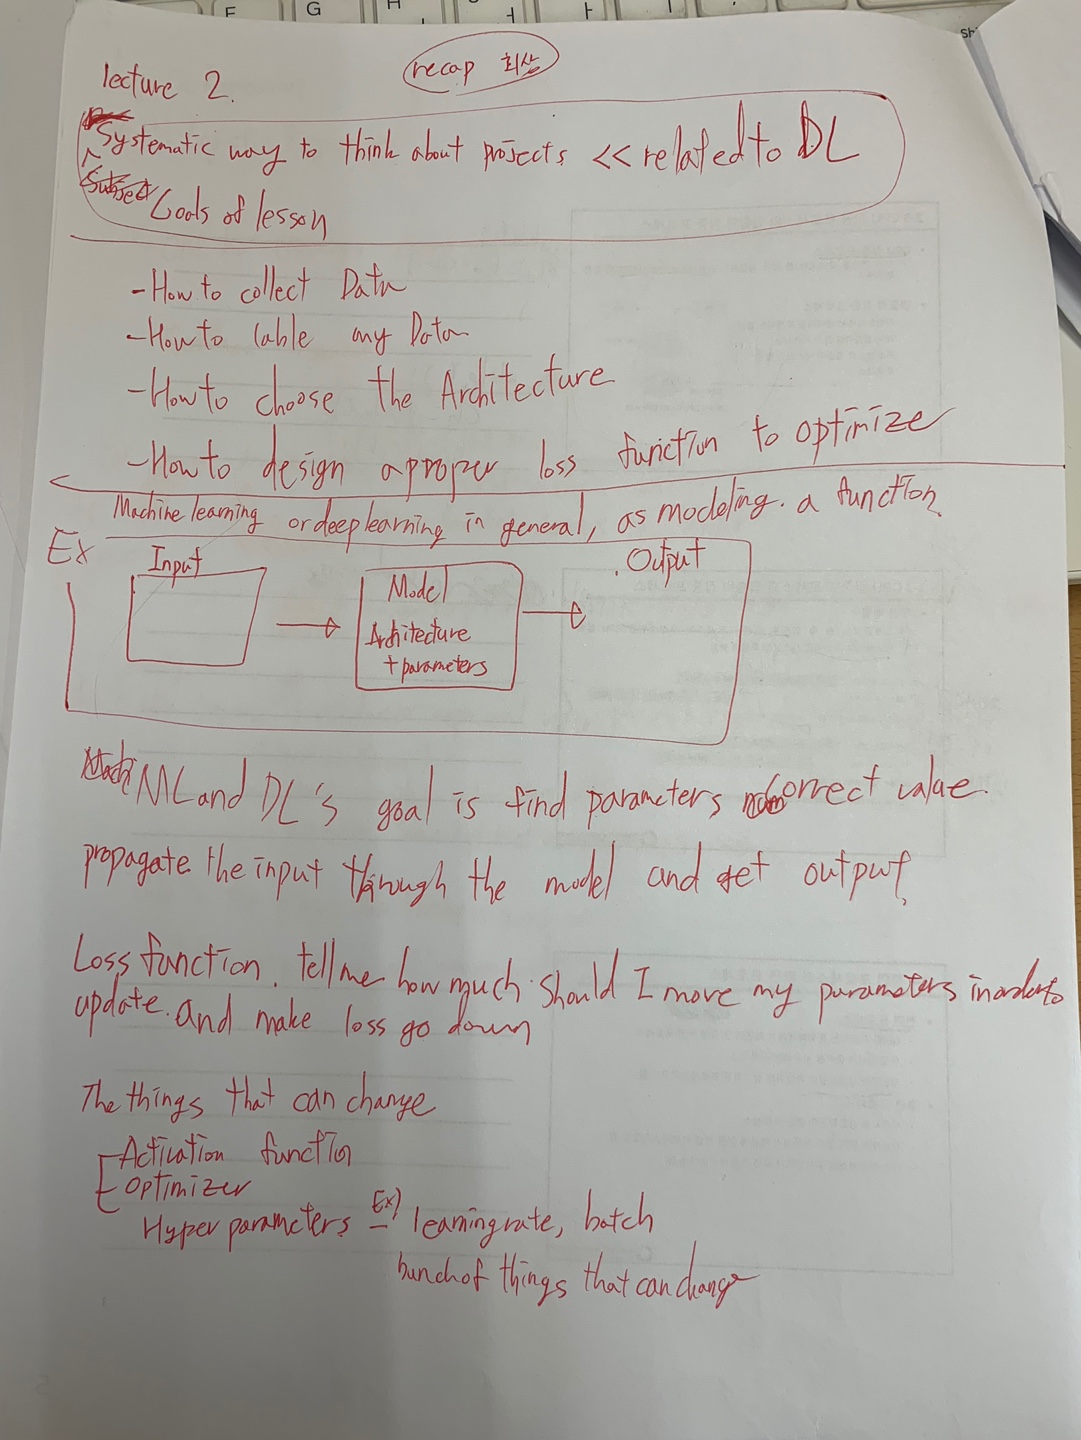 recap 회상
lecture 2.
Systematic way to think about projects << related to DL
Goals of lesson
-How to collect Data
-How to lable my Data
-How to choose the Architecture
-How to design a proper loss function to optimize
Machine learning or deep learning in general, as modeling. a function
Ex
Input
Output
Model
Architecture
+ parameters
ML and DL's goal is find parameters correct value.
propagate the input through the model and get output.
Loss function. tell me how much should I move my parameters in order to
update. and make loss go down
The things that can change
-Activation function
-Optimizer
Hyper parameters Ex) learning rate, batch
bunch of things that can change